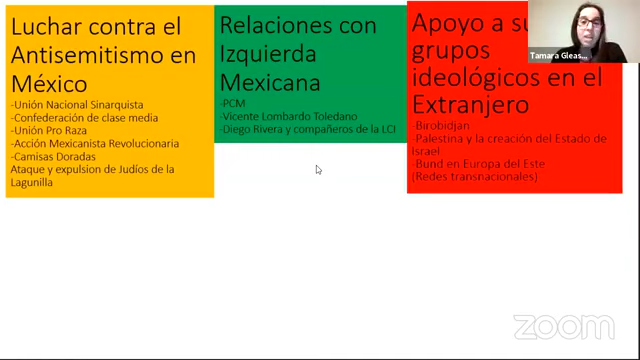 Luchar contra el
Antisemitismo en
México
-Unión Nacional Sinarquista
-Confederación de clase media
-Unión Pro Raza
-Acción Mexicanista Revolucionaria
-Camisas Doradas
Ataque y expulsion de Judíos de la
Lagunilla
Relaciones con
Izquierda
Mexicana
-PCM
-Vicente Lombardo Toledano
-Diego Rivera y compañeros de la LCI
Apoyo a
grupos
ideológicos en el
Extranjero
-Birobidjan
-Palestina y la creación del Estado de
Israel
-Bund en Europa del Este
(Redes transnacionales)
Tamara Gleas...
zoom